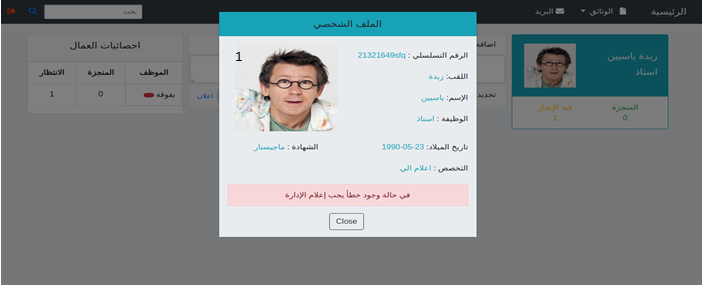 الرئيسية
الوثائق
البريد
بحث
الملف الشخصي
1
الرقم التسلسلي : 21321649sfq
اللقب: زبدة
الإسم: ياسيين
الوظيفة : استاذ
تاريخ الميلاد: 23-05-1990
الشهادة : ماجيستار
التخصص : اعلام الي
في حالة وجود خطأ يجب إعلام الإدارة
Close
زبدة ياسيين
استاذ
المنجزة
قيد الإنجاز
0
1
اضافة
تحديد
اعلان
احصائيات العمال
الموظف
المنجزة
الانتظار
بقوقة
0
1